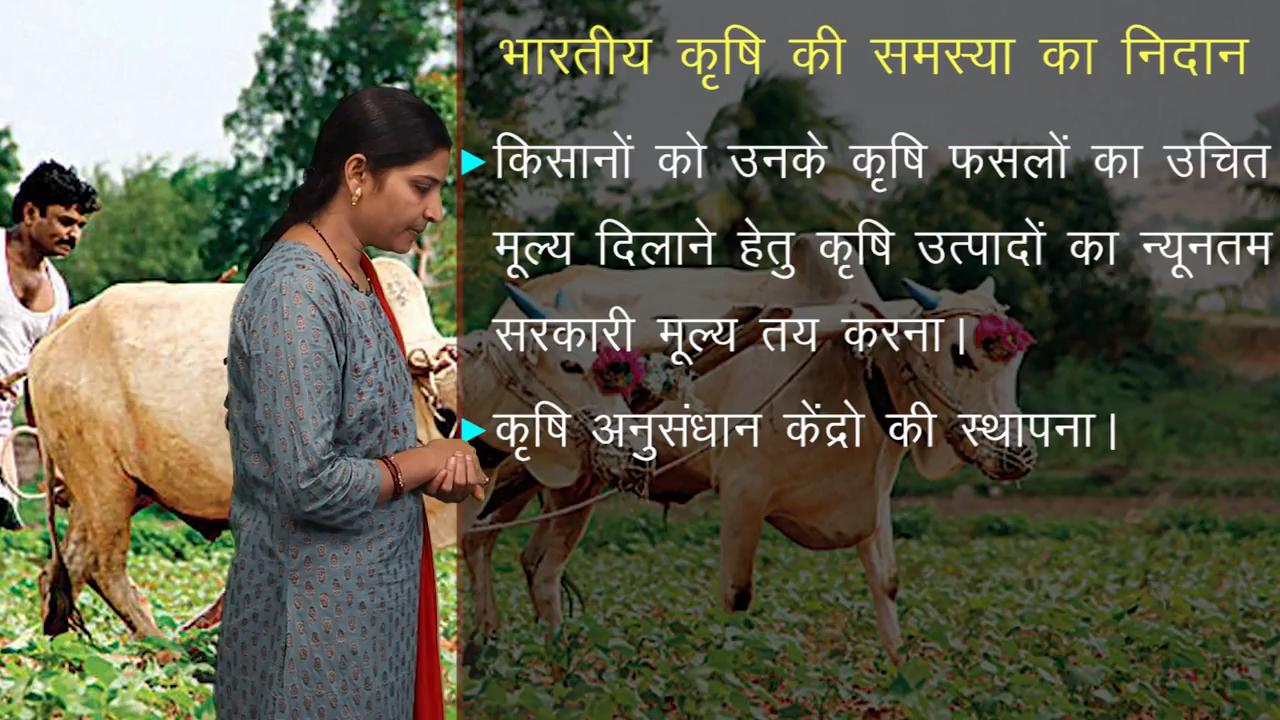 भारतीय कृषि की समस्या का निदान
किसानों को उनके कृषि फसलों का उचित
मूल्य दिलाने हेतु कृषि उत्पादों का न्यूनतम
सरकारी मूल्य तय करना।
कृषि अनुसंधान केंद्रो की स्थापना।